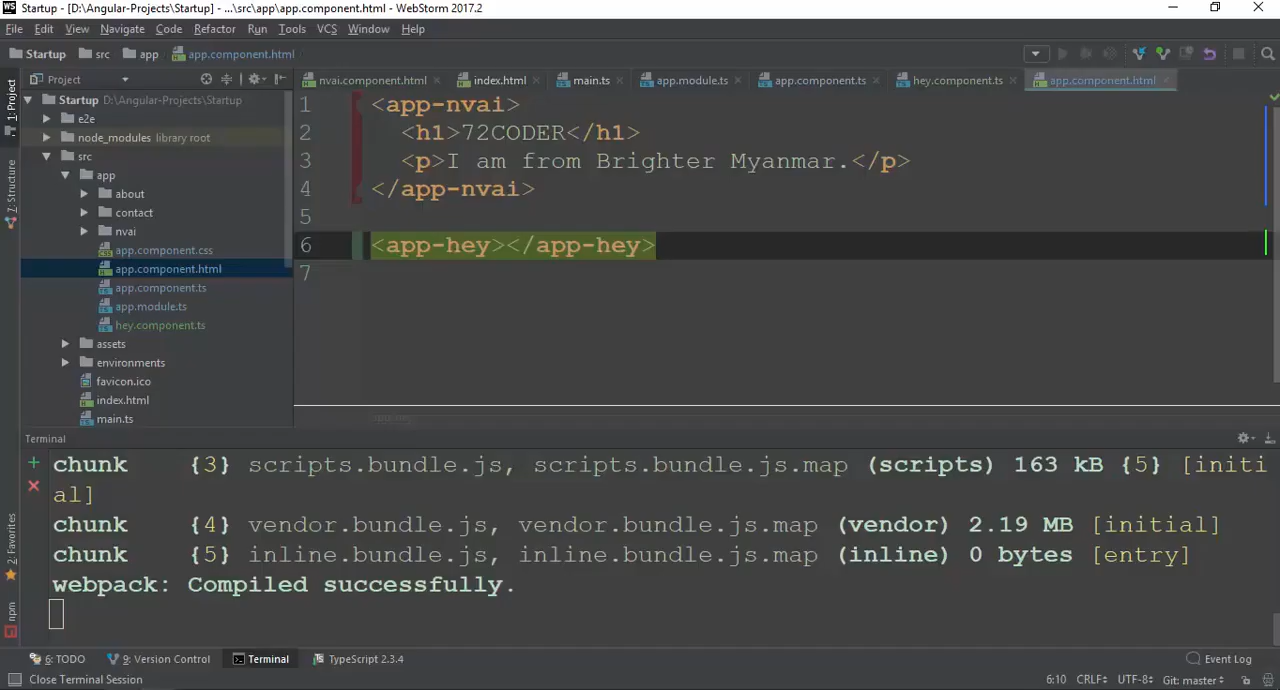 WS Startup - [D:\Angular-Projects\Startup] - ...\src\app\app.component.html - WebStorm 2017.2
File Edit View Navigate Code Refactor Run Tools VCS Window Help
Startup src app app.component.html
Project nvai.component.html index.html main.ts app.module.ts app.component.ts hey.component.ts app.component.html
1: Project
7: Structure
2: Favorites
npm
Startup D:\Angular-Projects\Startup
e2e
node_modules library root
src
app
about
contact
nvai
app.component.css
app.component.html
app.component.ts
app.module.ts
hey.component.ts
assets
environments
favicon.ico
index.html
main.ts
1 <app-nvai>
2 <h1>72CODER</h1>
3 <p>I am from Brighter Myanmar.</p>
4 </app-nvai>
5
6 <app-hey></app-hey>
7
Terminal
chunk {3} scripts.bundle.js, scripts.bundle.js.map (scripts) 163 kB {5} [initi
al]
chunk {4} vendor.bundle.js, vendor.bundle.js.map (vendor) 2.19 MB [initial]
chunk {5} inline.bundle.js, inline.bundle.js.map (inline) 0 bytes [entry]
webpack: Compiled successfully.
6: TODO 9: Version Control Terminal TypeScript 2.3.4 Event Log
Close Terminal Session 6:10 CRLF UTF-8 Git: master